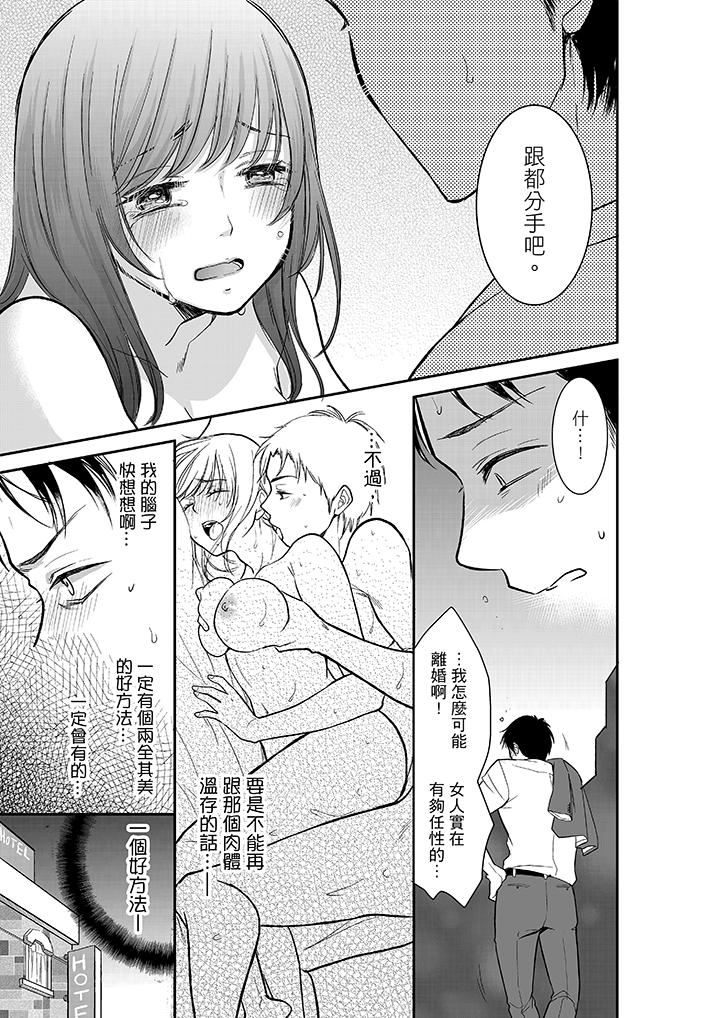 跟都分手吧。
什…！
…我怎麼可能
離婚啊！
女人實在
有夠任性的…
…不過，
要是不能再
跟那個肉體
溫存的話——
我的腦子
快想想啊…
一定有個兩全其美
的好方法…
一定會有的…
一個好方法—
HOTEL
HOTE